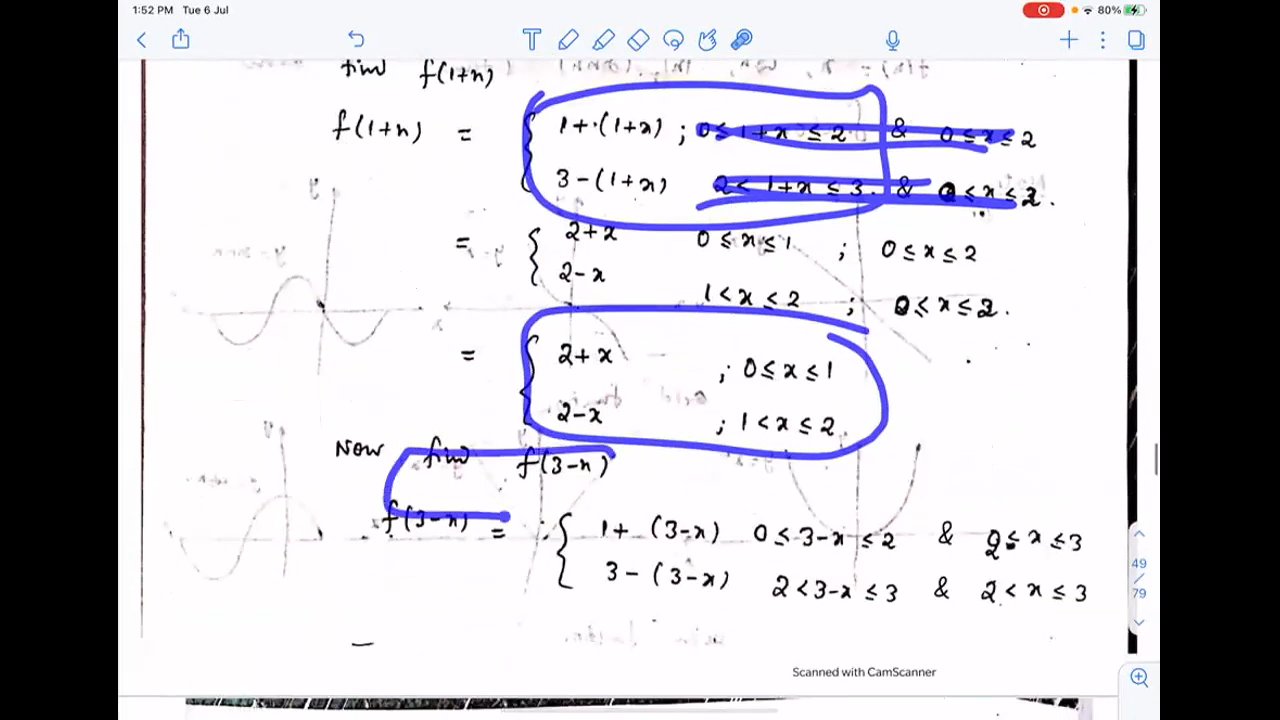 1:52 PM Tue 6 Jul
80%
find f(1+x)
f(1+x) = { 1+(1+x) ; 0 ≤ 1+x ≤ 2 & 0 ≤ x ≤ 2
3-(1+x) 2 < 1+x ≤ 3. & 0 ≤ x ≤ 2.
= { 2+x 0 ≤ x ≤ 1 ; 0 ≤ x ≤ 2
2-x 1 < x ≤ 2 ; 0 ≤ x ≤ 2.
= { 2+x ; 0 ≤ x ≤ 1
2-x ; 1 < x ≤ 2
Now find f(3-x)
f(3-x) = { 1+ (3-x) 0 ≤ 3-x ≤ 2 & 2 ≤ x ≤ 3
3-(3-x) 2 < 3-x ≤ 3 & 2 < x ≤ 3
Scanned with CamScanner
49
/
79